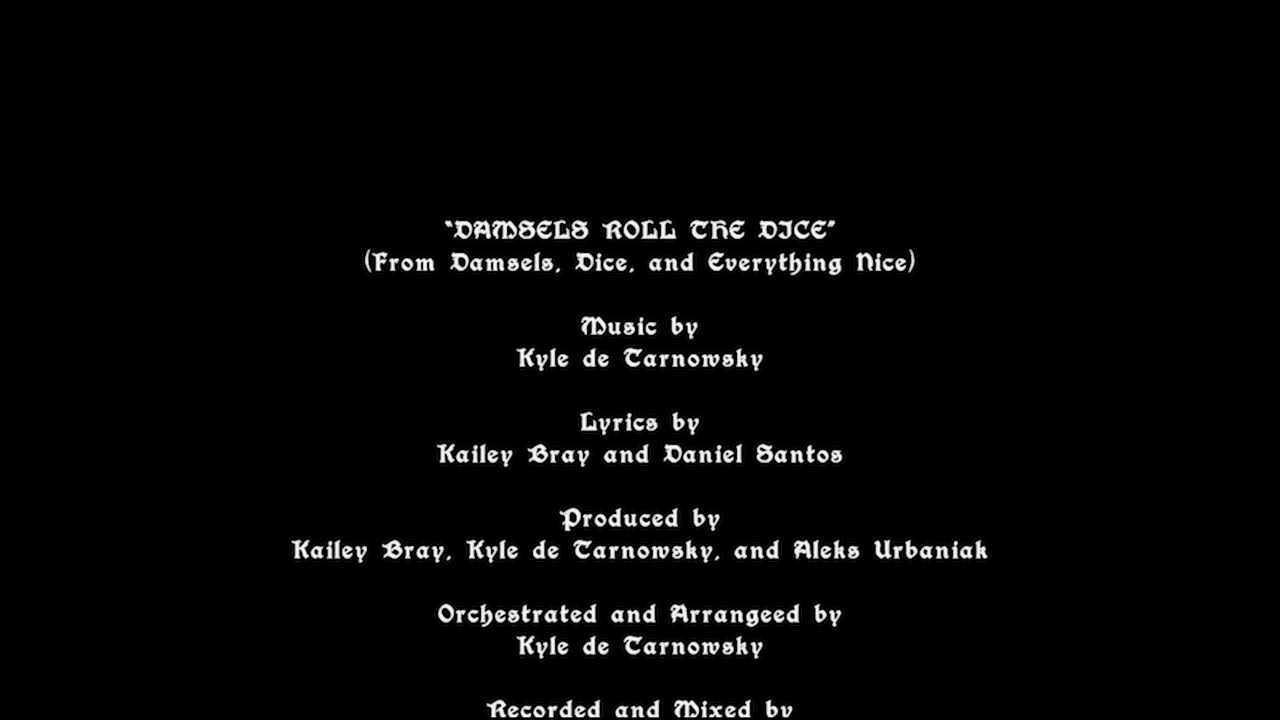 "DAMSELS ROLL THE DICE"
(From Damsels, Dice, and Everything Nice)
Music by
Kyle de Tarnowsky
Lyrics by
Kailey Bray and Daniel Santos
Produced by
Kailey Bray, Kyle de Tarnowsky, and Aleks Urbaniak
Orchestrated and Arrangeed by
Kyle de Tarnowsky
Recorded and Mixed by